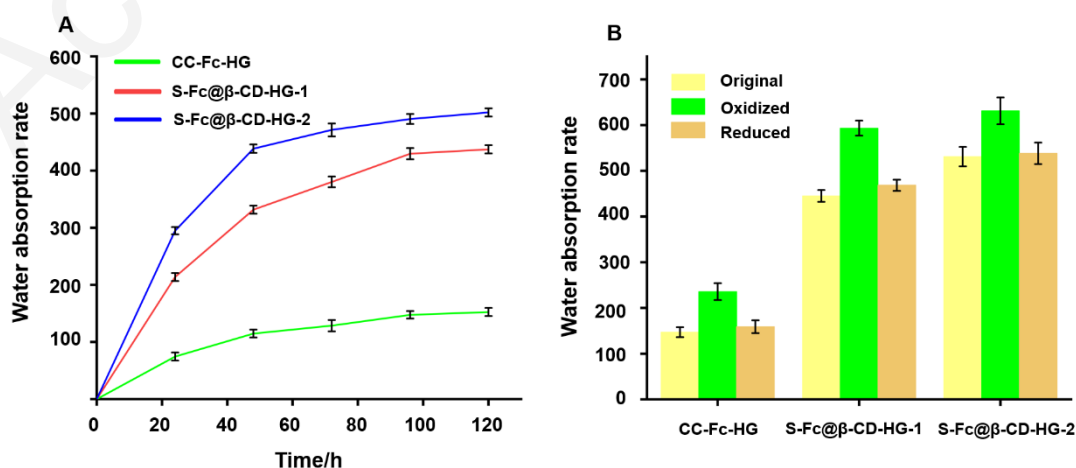 A
Water absorption rate
600
500
400
300
200
100
0
0
20
40
60
80
100
120
Time/h
CC-Fc-HG
S-Fc@β-CD-HG-1
S-Fc@β-CD-HG-2
B
Water absorption rate
700
600
500
400
300
200
100
0
Original
Oxidized
Reduced
CC-Fc-HG
S-Fc@β-CD-HG-1
S-Fc@β-CD-HG-2